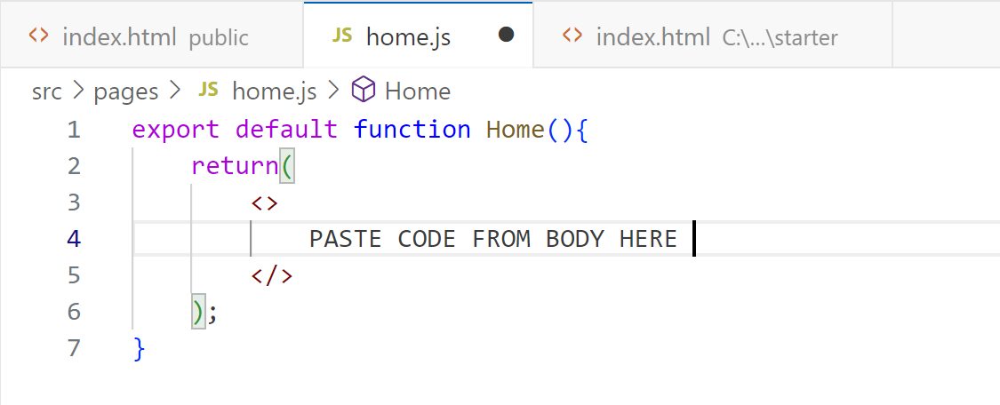 <> index.html public JS home.js ● <> index.html C:\...\starter
src > pages > JS home.js > Home
1 export default function Home(){
2 return(
3 <>
4 PASTE CODE FROM BODY HERE
5 </>
6 );
7 }